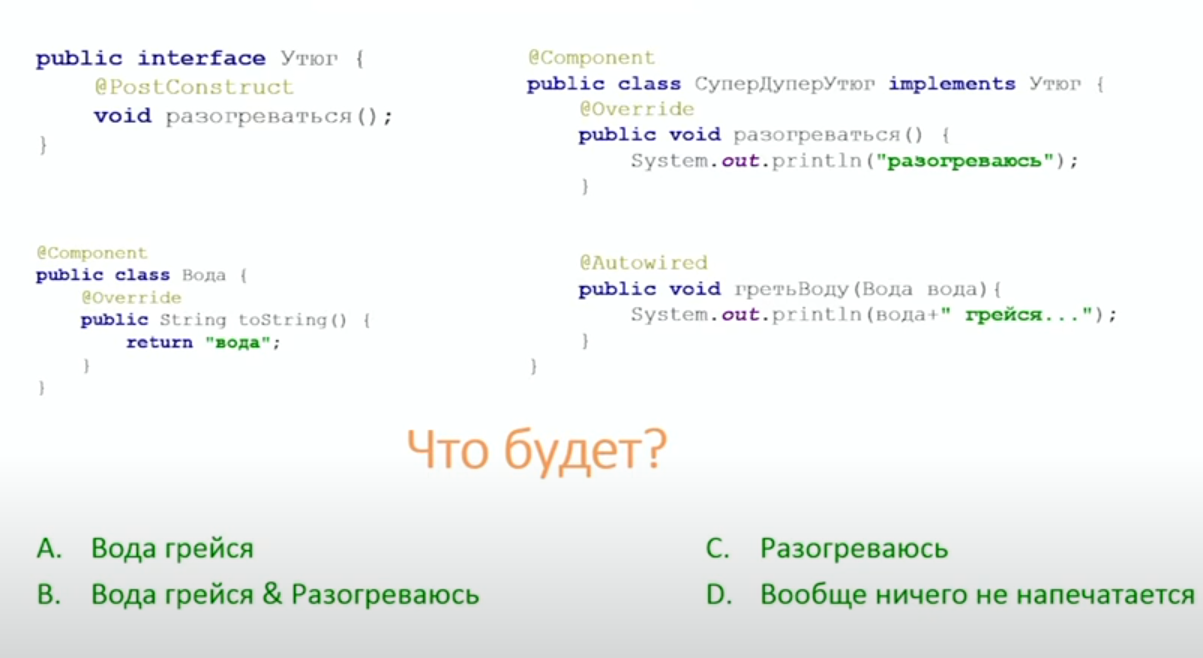 public interface Утюг {
@PostConstruct
void разогреваться();
}
@Component
public class СуперДуперУтюг implements Утюг {
@Override
public void разогреваться() {
System.out.println("разогреваюсь");
}
@Component
public class Вода {
@Override
public String toString() {
return "вода";
}
}
@Autowired
public void гретьВоду(Вода вода){
System.out.println(вода+" грейся...");
}
}
Что будет?
A. Вода грейся
B. Вода грейся & Разогреваюсь
C. Разогреваюсь
D. Вообще ничего не напечатается